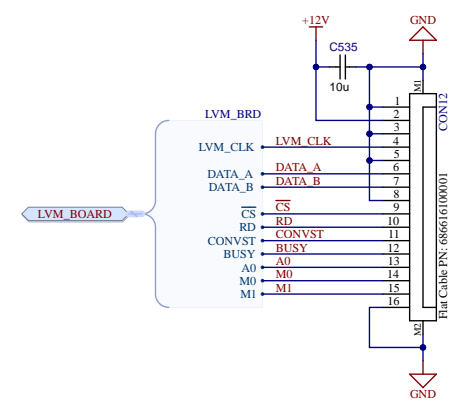 +12V
GND
C535
10u
M1
CON12
LVM_BRD
1
2
3
LVM_CLK LVM_CLK 4
5
DATA_A DATA_A 6
DATA_B DATA_B 7
8
CS CS 9
LVM_BOARD
RD RD 10
CONVST CONVST 11
BUSY BUSY 12
A0 A0 13
M0 M0 14
M1 M1 15
16
Flat Cable PN: 686616100001
M2
GND